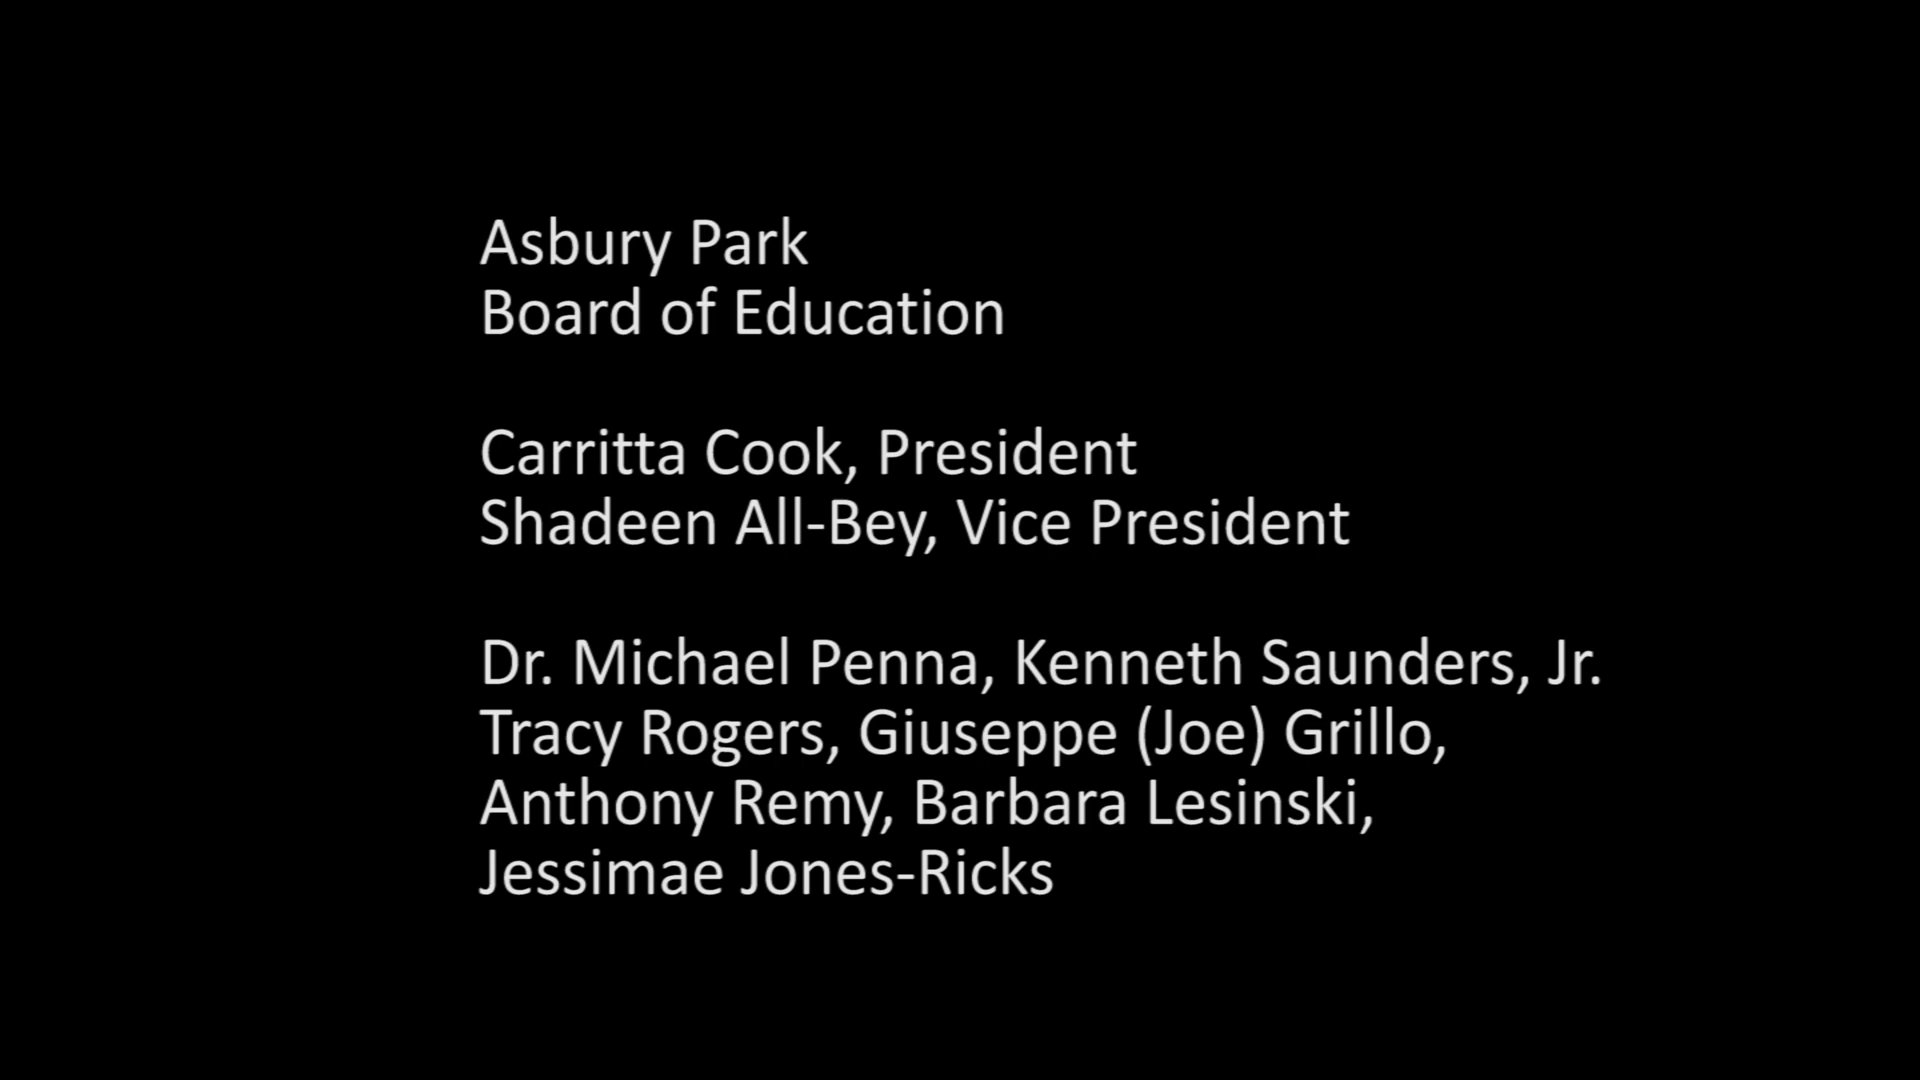 Asbury Park
Board of Education
Carritta Cook, President
Shadeen All-Bey, Vice President
Dr. Michael Penna, Kenneth Saunders, Jr.
Tracy Rogers, Giuseppe (Joe) Grillo,
Anthony Remy, Barbara Lesinski,
Jessimae Jones-Ricks